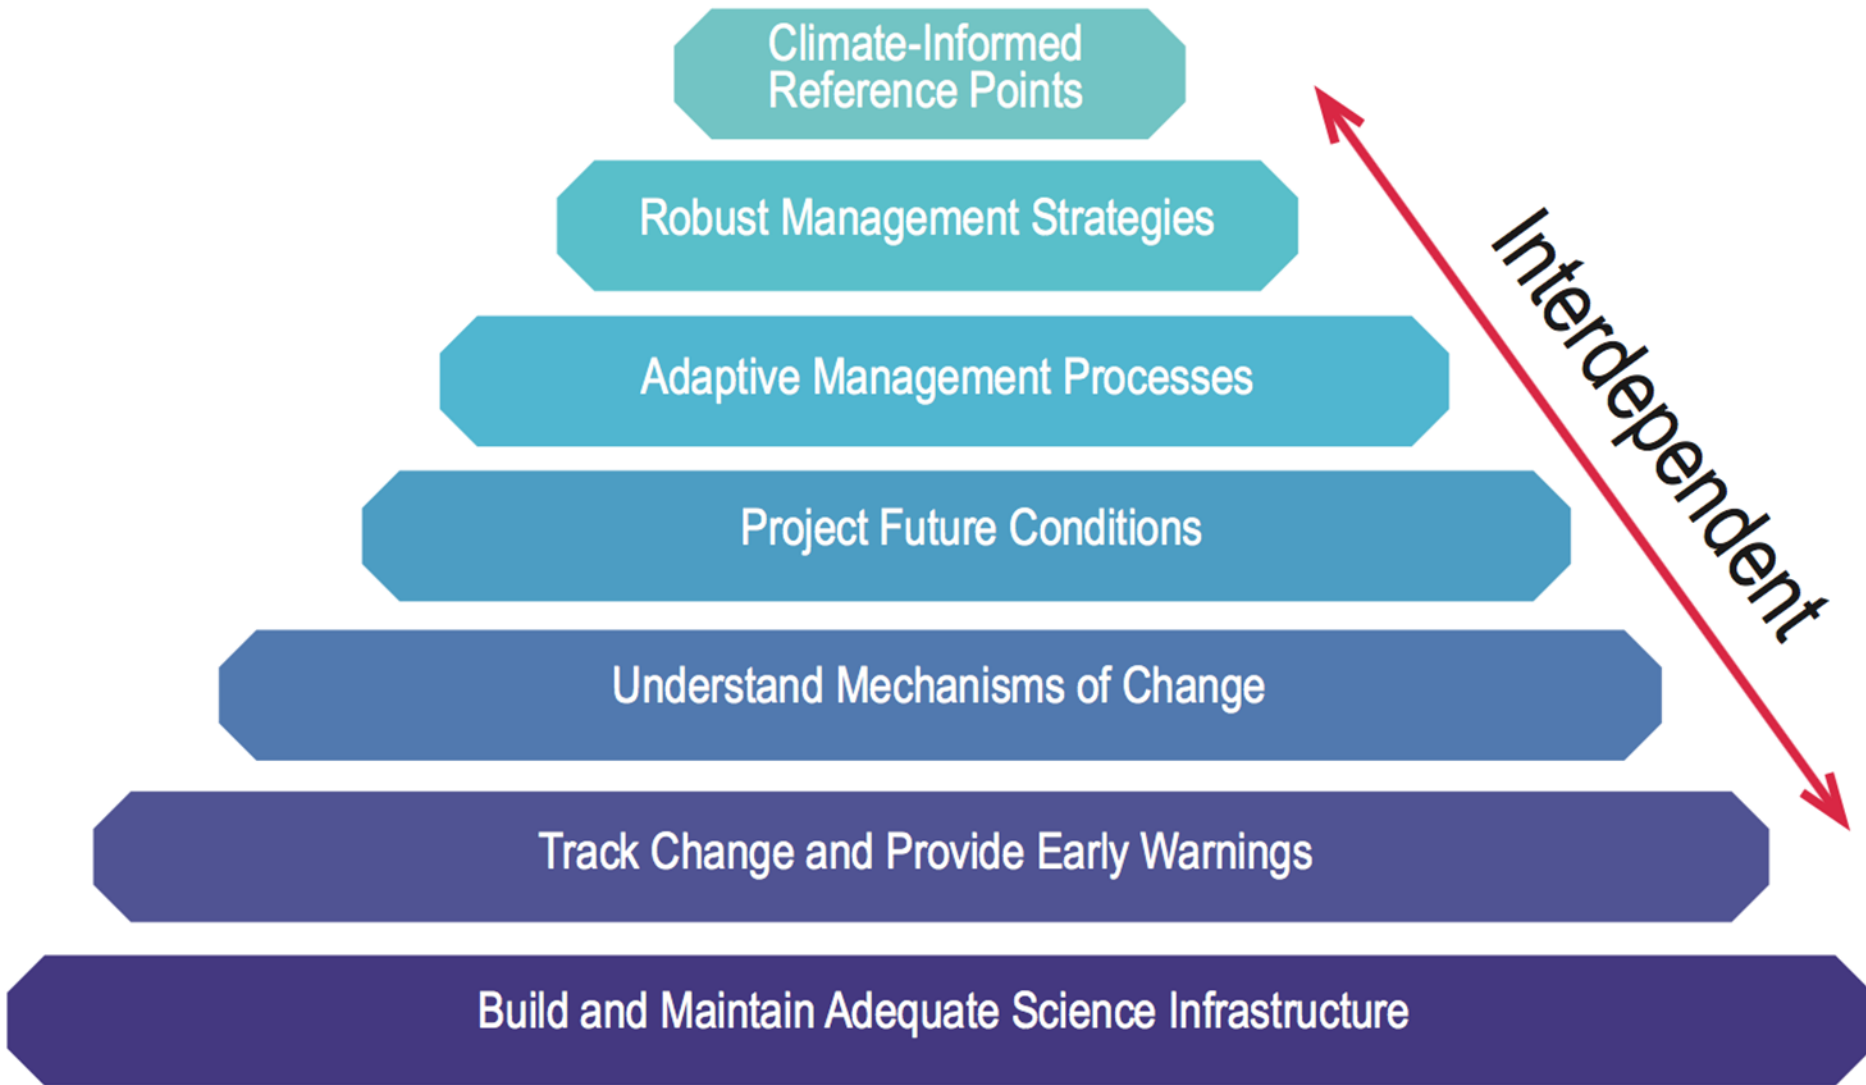 Climate-Informed
Reference Points
Robust Management Strategies
Adaptive Management Processes
Project Future Conditions
Understand Mechanisms of Change
Track Change and Provide Early Warnings
Build and Maintain Adequate Science Infrastructure
Interdependent